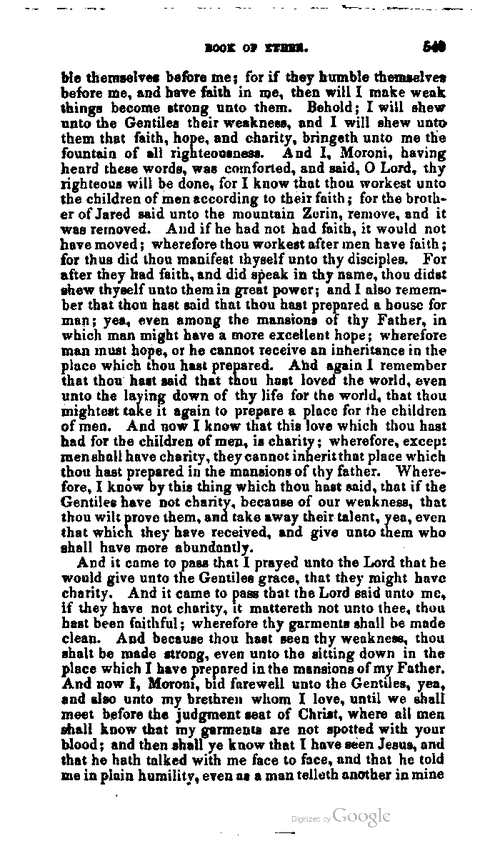 BOOK OF ETHER. 549
ble themselves before me; for if they humble themselves
before me, and have faith in me, then will I make weak
things become strong unto them. Behold; I will shew
unto the Gentiles their weakness, and I will shew unto
them that faith, hope, and charity, bringeth unto me the
fountain of all righteousness. And I, Moroni, having
heard these words, was comforted, and said, O Lord, thy
righteous will be done, for I know that thou workest unto
the children of men according to their faith; for the broth-
er of Jared said unto the mountain Zerin, remove, and it
was removed. And if he had not had faith, it would not
have moved; wherefore thou workest after men have faith;
for thus did thou manifest thyself unto thy disciples. For
after they had faith, and did speak in thy name, thou didst
shew thyself unto them in great power; and I also remem-
ber that thou hast said that thou hast prepared a house for
man; yea, even among the mansions of thy Father, in
which man might have a more excellent hope; wherefore
man must hope, or he cannot receive an inheritance in the
place which thou hast prepared. And again I remember
that thou hast said that thou hast loved the world, even
unto the laying down of thy life for the world, that thou
mightest take it again to prepare a place for the children
of men. And now I know that this love which thou hast
had for the children of men, is charity; wherefore, except
men shall have charity, they cannot inherit that place which
thou hast prepared in the mansions of thy father. Where-
fore, I know by this thing which thou hast said, that if the
Gentiles have not charity, because of our weakness, that
thou wilt prove them, and take away their talent, yea, even
that which they have received, and give unto them who
shall have more abundantly.
And it came to pass that I prayed unto the Lord that he
would give unto the Gentiles grace, that they might have
charity. And it came to pass that the Lord said unto me,
if they have not charity, it mattereth not unto thee, thou
hast been faithful; wherefore thy garments shall be made
clean. And because thou hast seen thy weakness, thou
shalt be made strong, even unto the sitting down in the
place which I have prepared in the mansions of my Father.
And now I, Moroni, bid farewell unto the Gentiles, yea,
and also unto my brethren whom I love, until we shall
meet before the judgment seat of Christ, where all men
shall know that my garments are not spotted with your
blood; and then shall ye know that I have seen Jesus, and
that he hath talked with me face to face, and that he told
me in plain humility, even as a man telleth another in mine
Digitized by Google